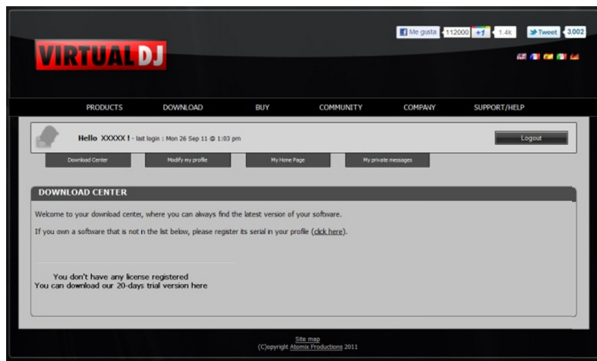 Me gusta 112000 +1 1.4k Tweet 3.002
VIRTUAL DJ
PRODUCTS DOWNLOAD BUY COMMUNITY COMPANY SUPPORT/HELP
Hello XXXXX ! - last login : Mon 26 Sep 11 @ 1:03 pm Logout
Download Center Modify my profile My Home Page My private messages
DOWNLOAD CENTER
Welcome to your download center, where you can always find the latest version of your software.
If you own a software that is not in the list below, please register its serial in your profile (click here).
You don't have any license registered
You can download our 20-days trial version here
Site map
(C)opyright Atomix Productions 2011